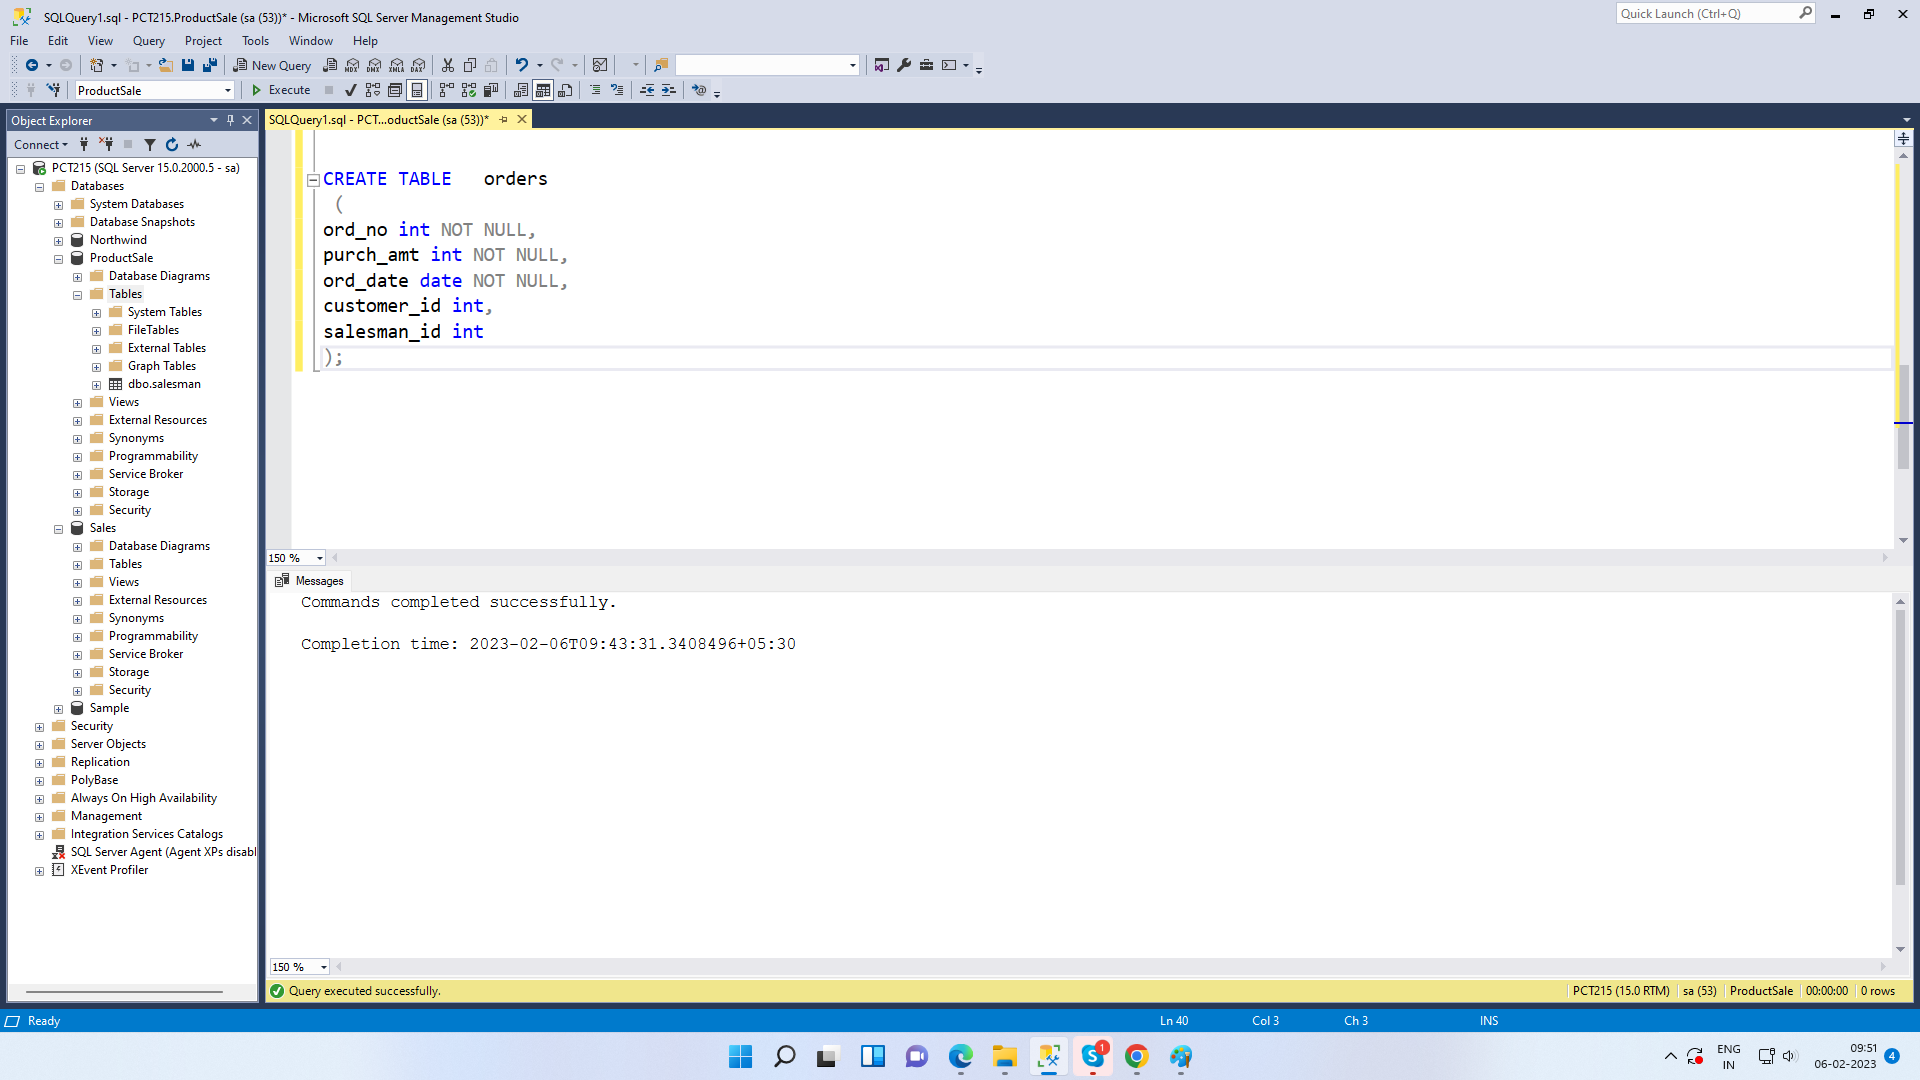 SQLQuery1.sql - PCT215.ProductSale (sa (53))* - Microsoft SQL Server Management Studio
Quick Launch (Ctrl+Q)
File Edit View Query Project Tools Window Help
New Query
MDX DMX XMLA DAX
ProductSale
Execute
Object Explorer
SQLQuery1.sql - PCT...oductSale (sa (53))*
Connect
PCT215 (SQL Server 15.0.2000.5 - sa)
Databases
System Databases
Database Snapshots
Northwind
ProductSale
Database Diagrams
Tables
System Tables
FileTables
External Tables
Graph Tables
dbo.salesman
Views
External Resources
Synonyms
Programmability
Service Broker
Storage
Security
Sales
Database Diagrams
Tables
Views
External Resources
Synonyms
Programmability
Service Broker
Storage
Security
Sample
Security
Server Objects
Replication
PolyBase
Always On High Availability
Management
Integration Services Catalogs
SQL Server Agent (Agent XPs disabl
XEvent Profiler
CREATE TABLE   orders
(
ord_no int NOT NULL,
purch_amt int NOT NULL,
ord_date date NOT NULL,
customer_id int,
salesman_id int
);
150 %
Messages
Commands completed successfully.
Completion time: 2023-02-06T09:43:31.3408496+05:30
150 %
Query executed successfully.
PCT215 (15.0 RTM) sa (53) ProductSale 00:00:00 0 rows
Ready
Ln 40 Col 3 Ch 3 INS
1
ENG
IN
09:51
06-02-2023
4